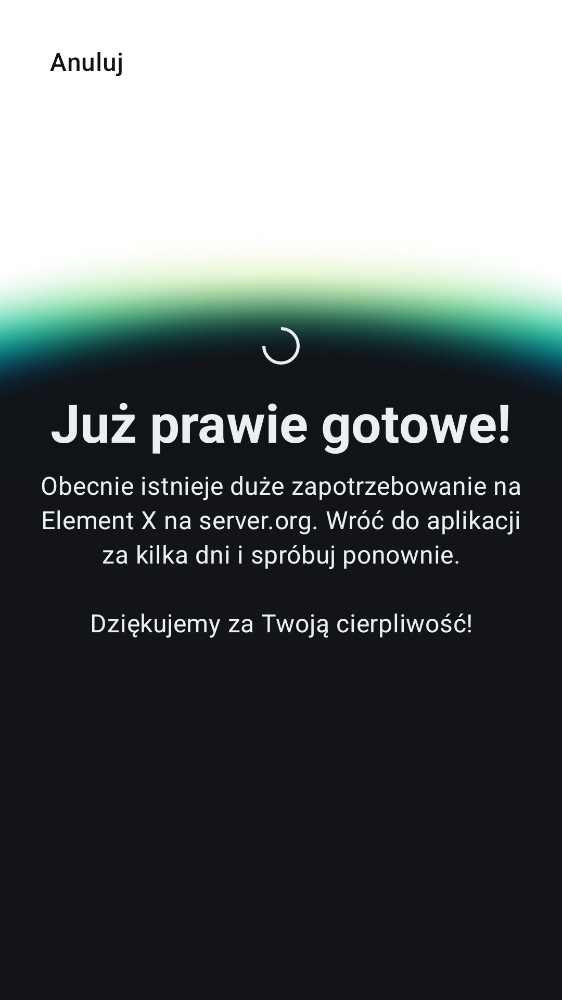 Anuluj
Już prawie gotowe!
Obecnie istnieje duże zapotrzebowanie na
Element X na server.org. Wróć do aplikacji
za kilka dni i spróbuj ponownie.
Dziękujemy za Twoją cierpliwość!